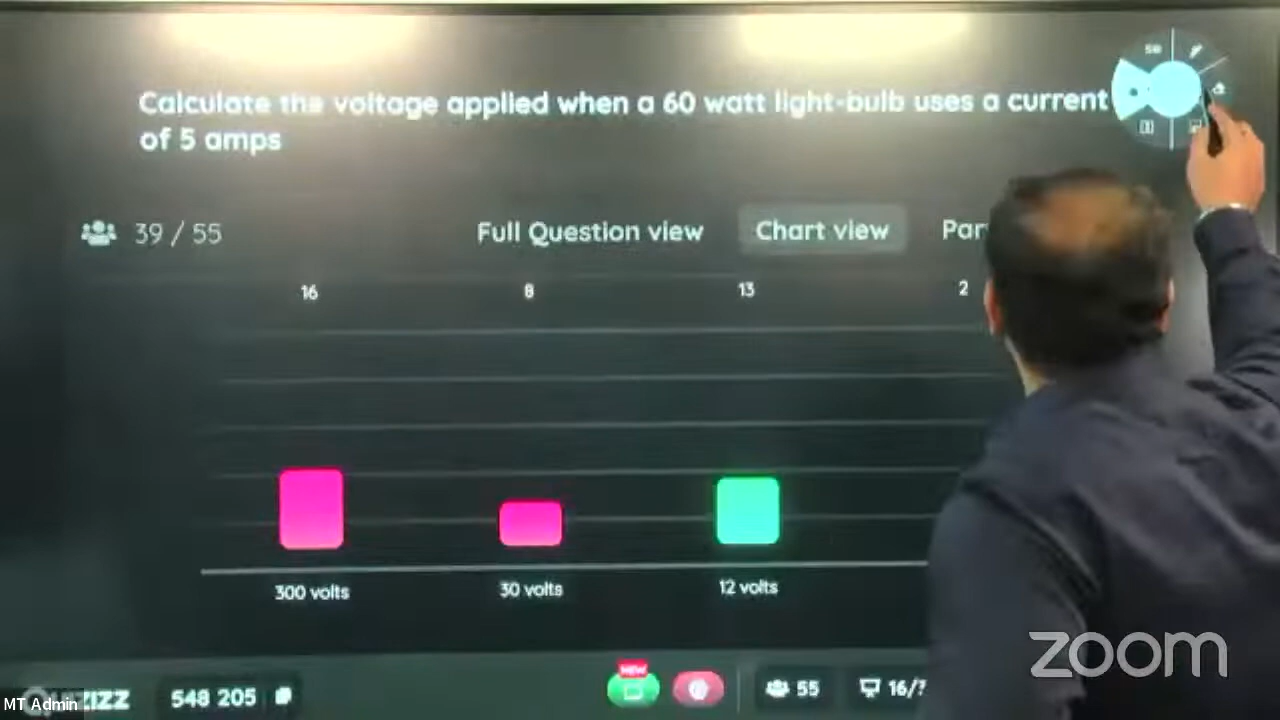 Calculate the voltage applied when a 60 watt light-bulb uses a current
of 5 amps
39 / 55
Full Question view
Chart view
16
8
13
2
300 volts
30 volts
12 volts
NEW
548 205
55
MT Admin
zoom